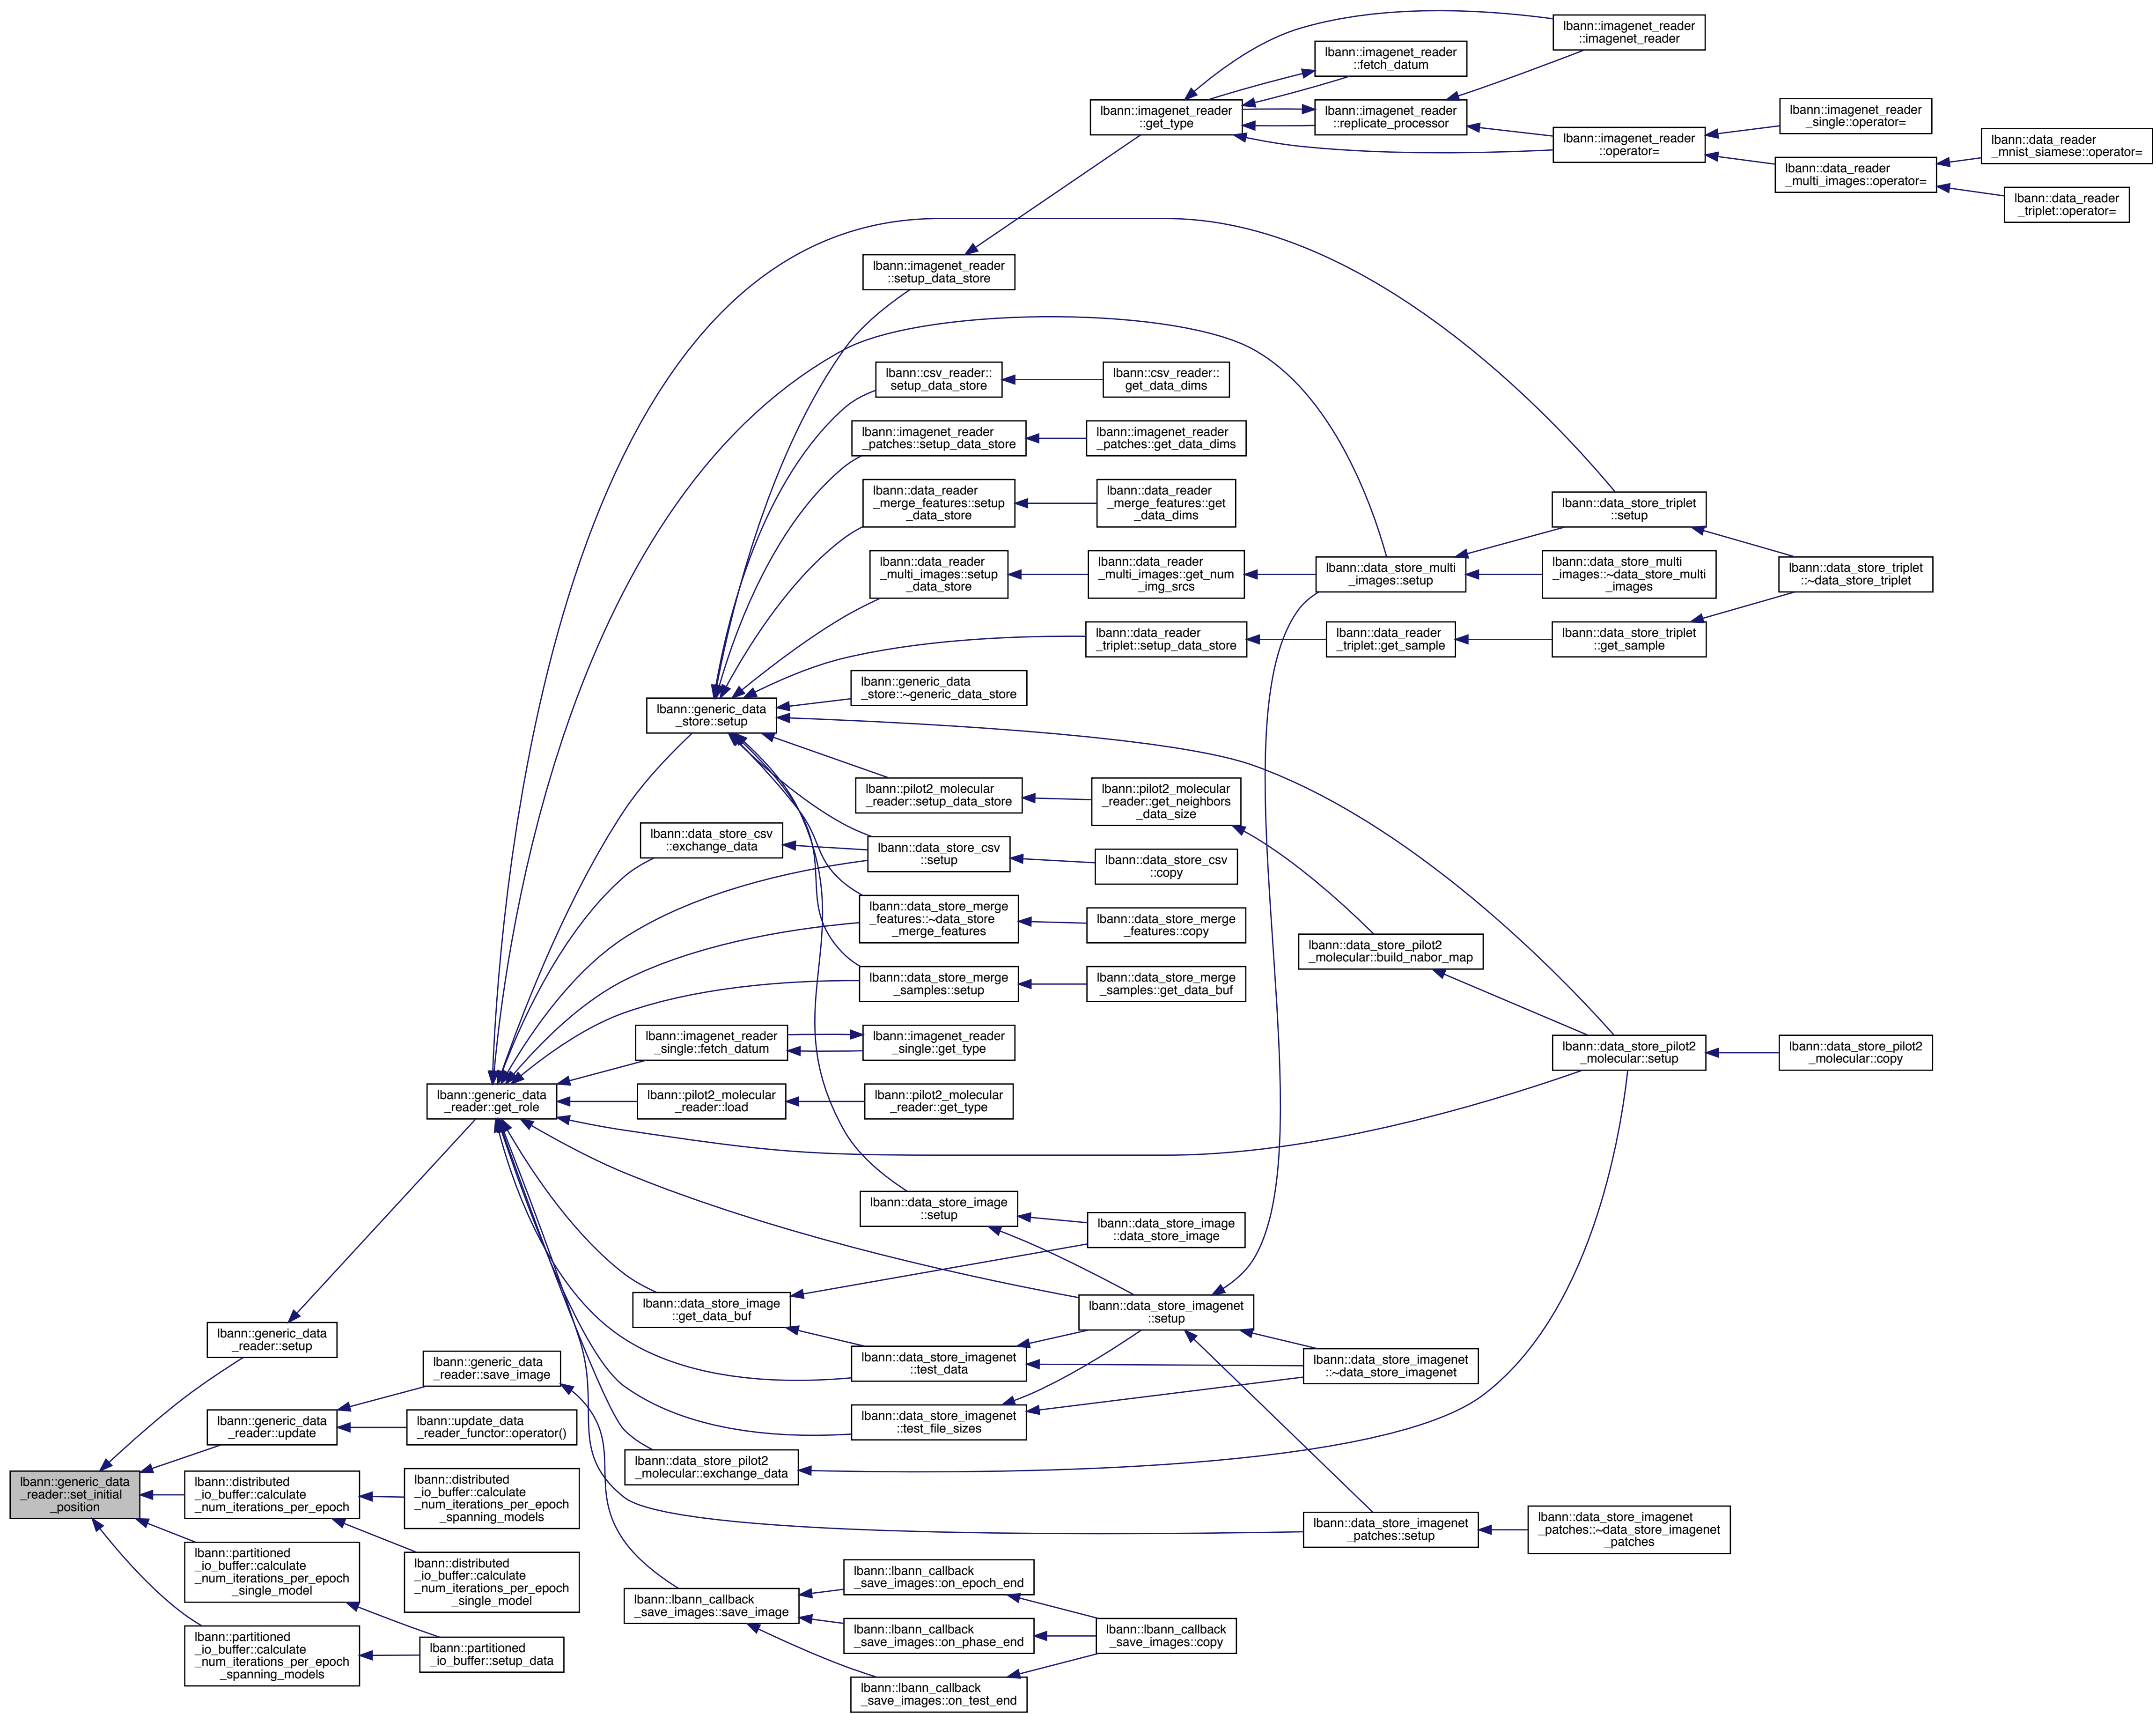 lbann::imagenet_reader
::imagenet_reader
lbann::imagenet_reader
::fetch_datum
lbann::imagenet_reader
::get_type
lbann::imagenet_reader
::replicate_processor
lbann::imagenet_reader
_single::operator=
lbann::imagenet_reader
::operator=
lbann::data_reader
_mnist_siamese::operator=
lbann::data_reader
_multi_images::operator=
lbann::data_reader
_triplet::operator=
lbann::imagenet_reader
::setup_data_store
lbann::csv_reader::
setup_data_store
lbann::csv_reader::
get_data_dims
lbann::imagenet_reader
_patches::setup_data_store
lbann::imagenet_reader
_patches::get_data_dims
lbann::data_reader
_merge_features::setup
_data_store
lbann::data_reader
_merge_features::get
_data_dims
lbann::data_store_triplet
::setup
lbann::data_reader
_multi_images::setup
_data_store
lbann::data_reader
_multi_images::get_num
_img_srcs
lbann::data_store_multi
_images::setup
lbann::data_store_multi
_images::~data_store_multi
_images
lbann::data_store_triplet
::~data_store_triplet
lbann::data_reader
_triplet::setup_data_store
lbann::data_reader
_triplet::get_sample
lbann::data_store_triplet
::get_sample
lbann::generic_data
_store::~generic_data_store
lbann::generic_data
_store::setup
lbann::pilot2_molecular
_reader::setup_data_store
lbann::pilot2_molecular
_reader::get_neighbors
_data_size
lbann::data_store_csv
::exchange_data
lbann::data_store_csv
::setup
lbann::data_store_csv
::copy
lbann::data_store_merge
_features::~data_store
_merge_features
lbann::data_store_merge
_features::copy
lbann::data_store_pilot2
_molecular::build_nabor_map
lbann::data_store_merge
_samples::setup
lbann::data_store_merge
_samples::get_data_buf
lbann::imagenet_reader
_single::fetch_datum
lbann::imagenet_reader
_single::get_type
lbann::data_store_pilot2
_molecular::setup
lbann::data_store_pilot2
_molecular::copy
lbann::generic_data
_reader::get_role
lbann::pilot2_molecular
_reader::load
lbann::pilot2_molecular
_reader::get_type
lbann::data_store_image
::setup
lbann::data_store_image
::data_store_image
lbann::data_store_image
::get_data_buf
lbann::data_store_imagenet
::setup
lbann::generic_data
_reader::setup
lbann::generic_data
_reader::save_image
lbann::data_store_imagenet
::test_data
lbann::data_store_imagenet
::~data_store_imagenet
lbann::generic_data
_reader::update
lbann::update_data
_reader_functor::operator()
lbann::data_store_imagenet
::test_file_sizes
lbann::data_store_pilot2
_molecular::exchange_data
lbann::generic_data
_reader::set_initial
_position
lbann::distributed
_io_buffer::calculate
_num_iterations_per_epoch
lbann::distributed
_io_buffer::calculate
_num_iterations_per_epoch
_spanning_models
lbann::data_store_imagenet
_patches::setup
lbann::data_store_imagenet
_patches::~data_store_imagenet
_patches
lbann::partitioned
_io_buffer::calculate
_num_iterations_per_epoch
_single_model
lbann::distributed
_io_buffer::calculate
_num_iterations_per_epoch
_single_model
lbann::lbann_callback
_save_images::save_image
lbann::lbann_callback
_save_images::on_epoch_end
lbann::partitioned
_io_buffer::calculate
_num_iterations_per_epoch
_spanning_models
lbann::partitioned
_io_buffer::setup_data
lbann::lbann_callback
_save_images::on_phase_end
lbann::lbann_callback
_save_images::copy
lbann::lbann_callback
_save_images::on_test_end